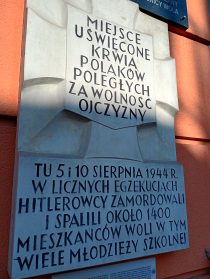 MIEJSCE
UŚWIĘCONE
KRWIĄ
POLAKÓW
POLEGŁYCH
ZA WOLNOŚĆ
OJCZYZNY
TU 5 i 10 SIERPNIA 1944 R.
W LICZNYCH EGZEKUCJACH
HITLEROWCY ZAMORDOWALI
I SPALILI OKOŁO 1400
MIESZKAŃCÓW WOLI W TYM
WIELE MŁODZIEŻY SZKOLNEJ